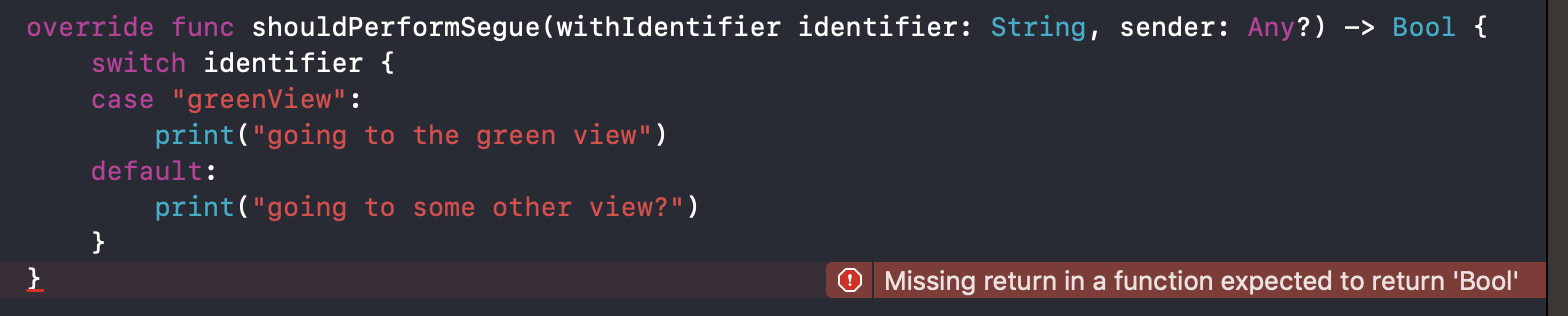 override func shouldPerformSegue(withIdentifier identifier: String, sender: Any?) -> Bool {
    switch identifier {
    case "greenView":
        print("going to the green view")
    default:
        print("going to some other view?")
    }
}
Missing return in a function expected to return 'Bool'